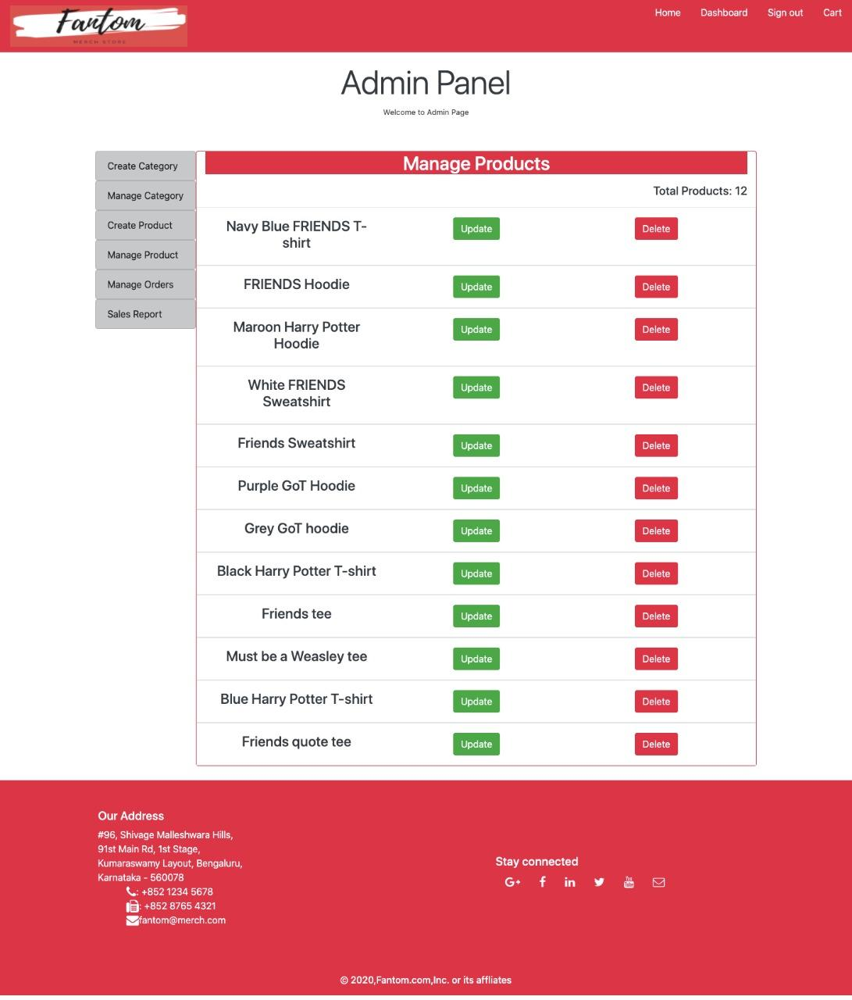 Fantom
MERCH STORE
Home Dashboard Sign out Cart
Admin Panel
Welcome to Admin Page
Create Category
Manage Category
Create Product
Manage Product
Manage Orders
Sales Report
Manage Products
Total Products: 12
Navy Blue FRIENDS T-
shirt
Update Delete
FRIENDS Hoodie Update Delete
Maroon Harry Potter
Hoodie
Update Delete
White FRIENDS
Sweatshirt
Update Delete
Friends Sweatshirt Update Delete
Purple GoT Hoodie Update Delete
Grey GoT hoodie Update Delete
Black Harry Potter T-shirt Update Delete
Friends tee Update Delete
Must be a Weasley tee Update Delete
Blue Harry Potter T-shirt Update Delete
Friends quote tee Update Delete
Our Address
#96, Shivage Malleshwara Hills,
91st Main Rd, 1st Stage,
Kumaraswamy Layout, Bengaluru,
Karnataka - 560078
: +852 1234 5678
: +852 8765 4321
fantom@merch.com
Stay connected
© 2020,Fantom.com,Inc. or its affliates